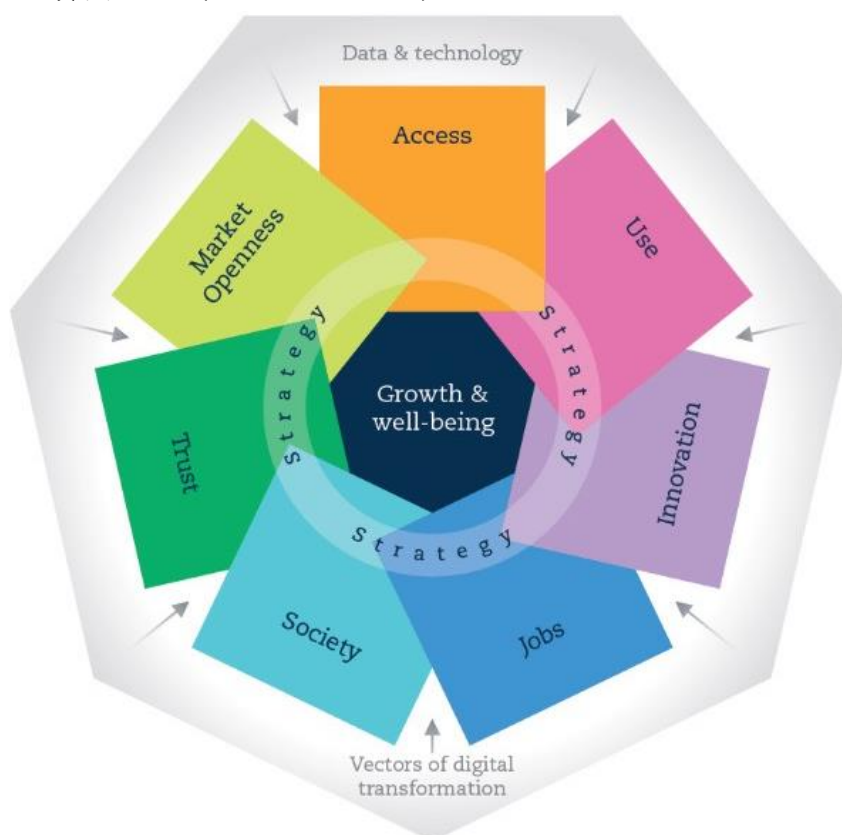 Data & technology
Access
Use
Market
Openness
Strategy
Strategy
Growth &
well-being
Trust
Innovation
Strategy
Society
Jobs
Vectors of digital
transformation